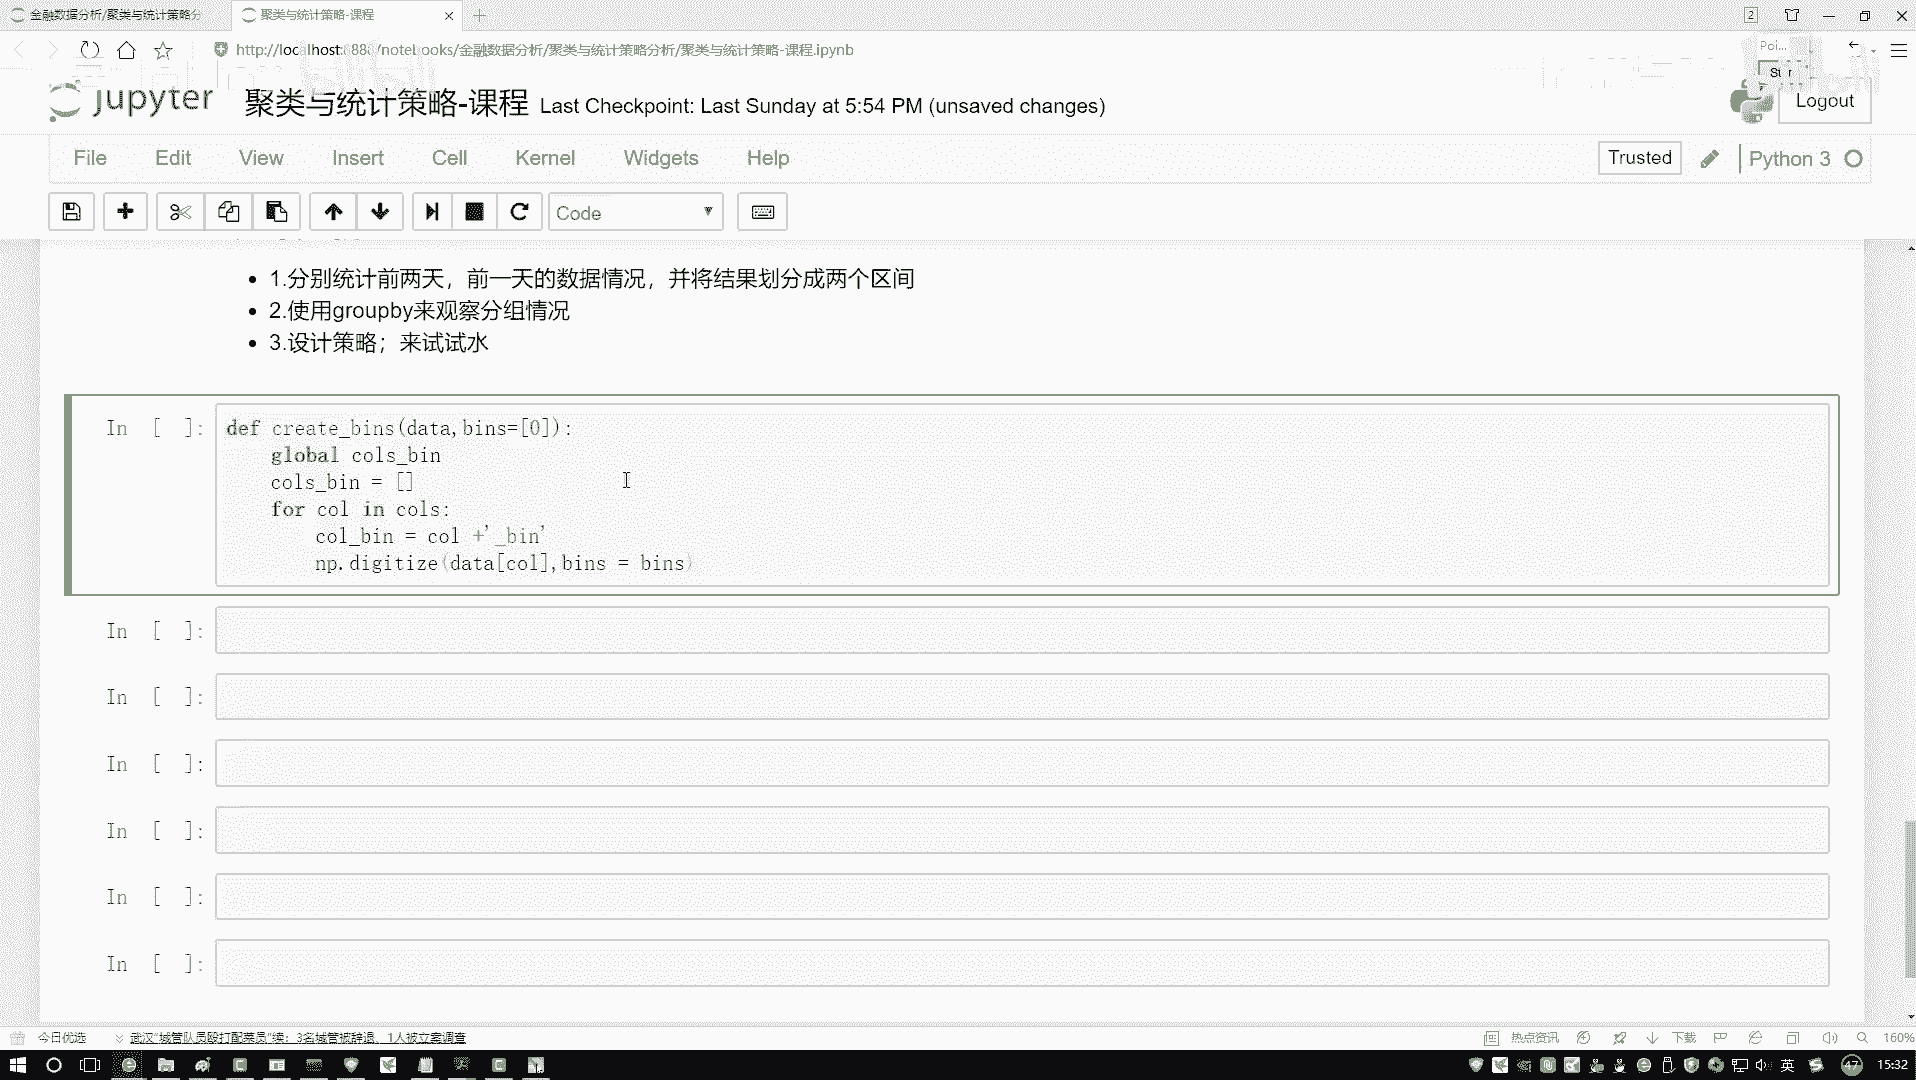 金融数据分析/聚类与统计策略分
聚类与统计策略-课程
2
/notebooks/金融数据分析/聚类与统计策略分析/聚类与统计策略-课程.ipynb
Poi...
jupyter
聚类与统计策略-课程 Last Checkpoint: Last Sunday at 5:54 PM (unsaved changes)
Logout
File Edit View Insert Cell Kernel Widgets Help
Trusted
Python 3
Code
1.分别统计前两天，前一天的数据情况，并将结果划分成两个区间
2.使用groupby来观察分组情况
3.设计策略；来试试水
In [ ]:
def create_bins(data,bins=[0]):
global cols_bin
cols_bin = []
for col in cols:
col_bin = col +'_bin'
np.digitize(data[col],bins = bins)
In [ ]:
In [ ]:
In [ ]:
In [ ]:
In [ ]:
In [ ]:
今日优选
武汉“城管队员殴打配菜员”续：3名城管被辞退、1人被立案调查
热点资讯
下载
160%
英
47
15:32